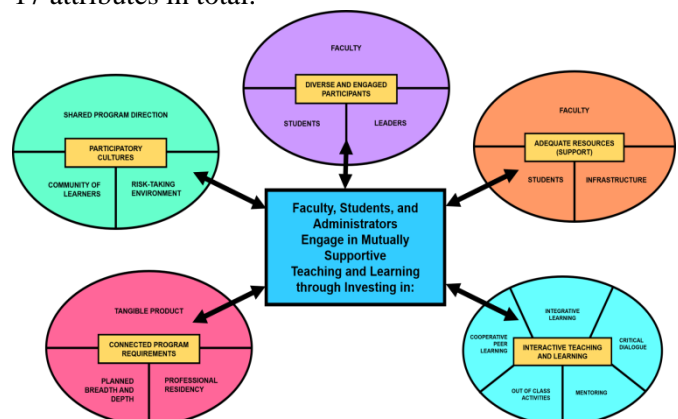 17 attributes in total.
FACULTY
DIVERSE AND ENGAGED
PARTICIPANTS
STUDENTS
LEADERS
SHARED PROGRAM DIRECTION
PARTICIPATORY
CULTURES
COMMUNITY OF
LEARNERS
RISK-TAKING
ENVIRONMENT
FACULTY
ADEQUATE RESOURCES
(SUPPORT)
STUDENTS
INFRASTRUCTURE
Faculty, Students, and
Administrators
Engage in Mutually
Supportive
Teaching and Learning
through Investing in:
TANGIBLE PRODUCT
CONNECTED PROGRAM
REQUIREMENTS
PLANNED
BREADTH AND
DEPTH
PROFESSIONAL
RESIDENCY
INTEGRATIVE
LEARNING
COOPERATIVE
PEER
LEARNING
CRITICAL
DIALOGUE
INTERACTIVE TEACHING
AND LEARNING
OUT OF CLASS
ACTIVITIES
MENTORING